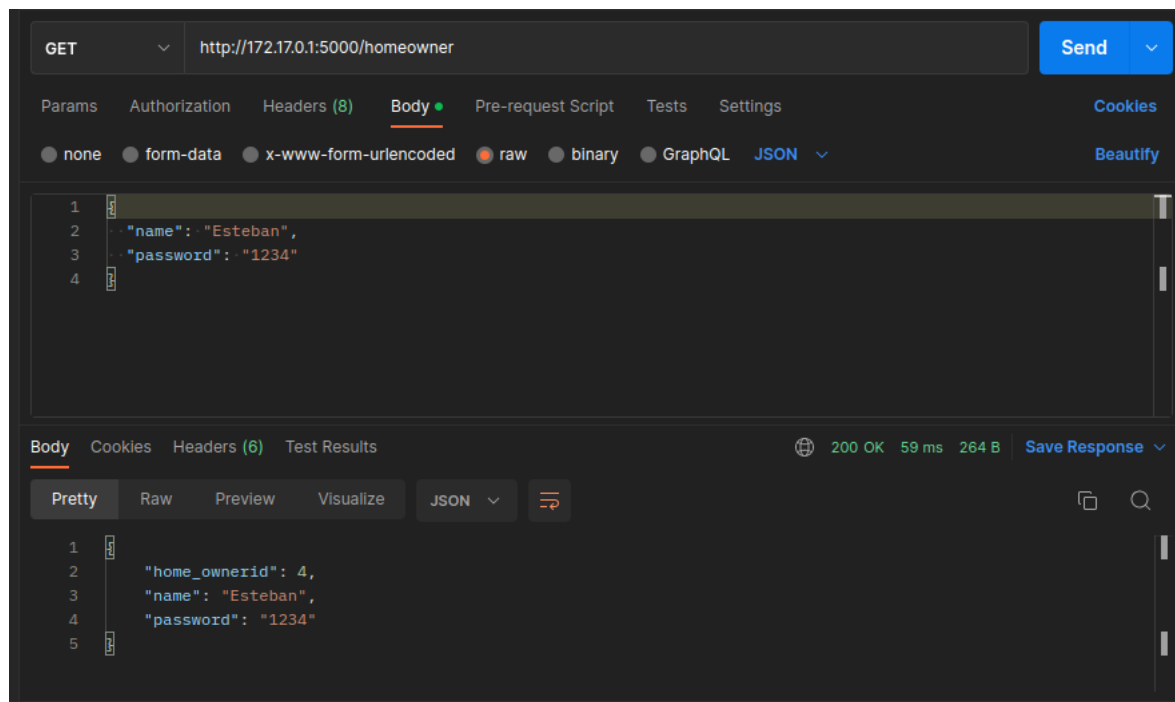 GET http://172.17.0.1:5000/homeowner Send
Params Authorization Headers (8) Body Pre-request Script Tests Settings Cookies
none form-data x-www-form-urlencoded raw binary GraphQL JSON Beautify
1 {
2 "name": "Esteban",
3 "password": "1234"
4 }
Body Cookies Headers (6) Test Results 200 OK 59 ms 264 B Save Response
Pretty Raw Preview Visualize JSON
1 {
2 "home_ownerid": 4,
3 "name": "Esteban",
4 "password": "1234"
5 }